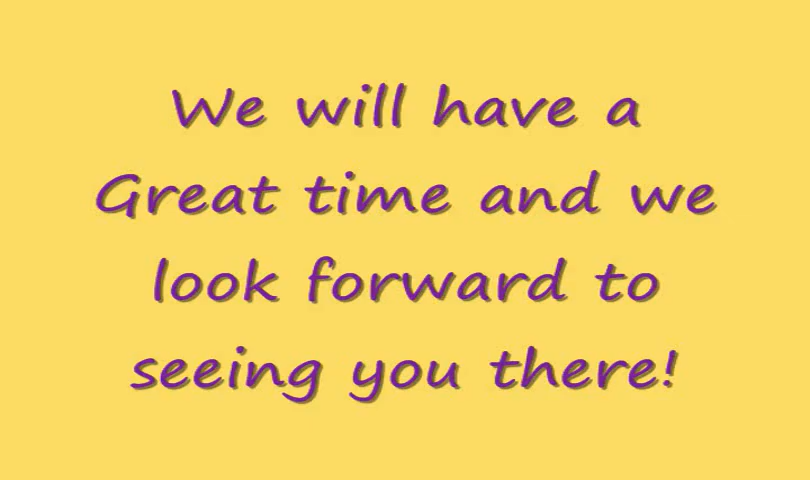 We will have a
Great time and we
look forward to
seeing you there!